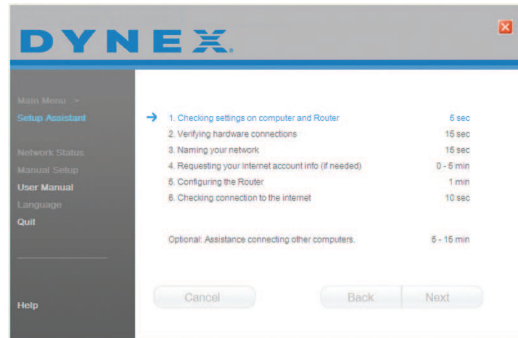 DYNEX
Main Menu
Setup Assistant
Network Status
Manual Setup
User Manual
Language
Quit
Help
1. Checking settings on computer and Router 5 sec
2. Verifying hardware connections 15 sec
3. Naming your network 15 sec
4. Requesting your internet account info (if needed) 0 - 5 min
5. Configuring the Router 1 min
6. Checking connection to the internet 10 sec
Optional: Assistance connecting other computers. 5 - 15 min
Cancel Back Next